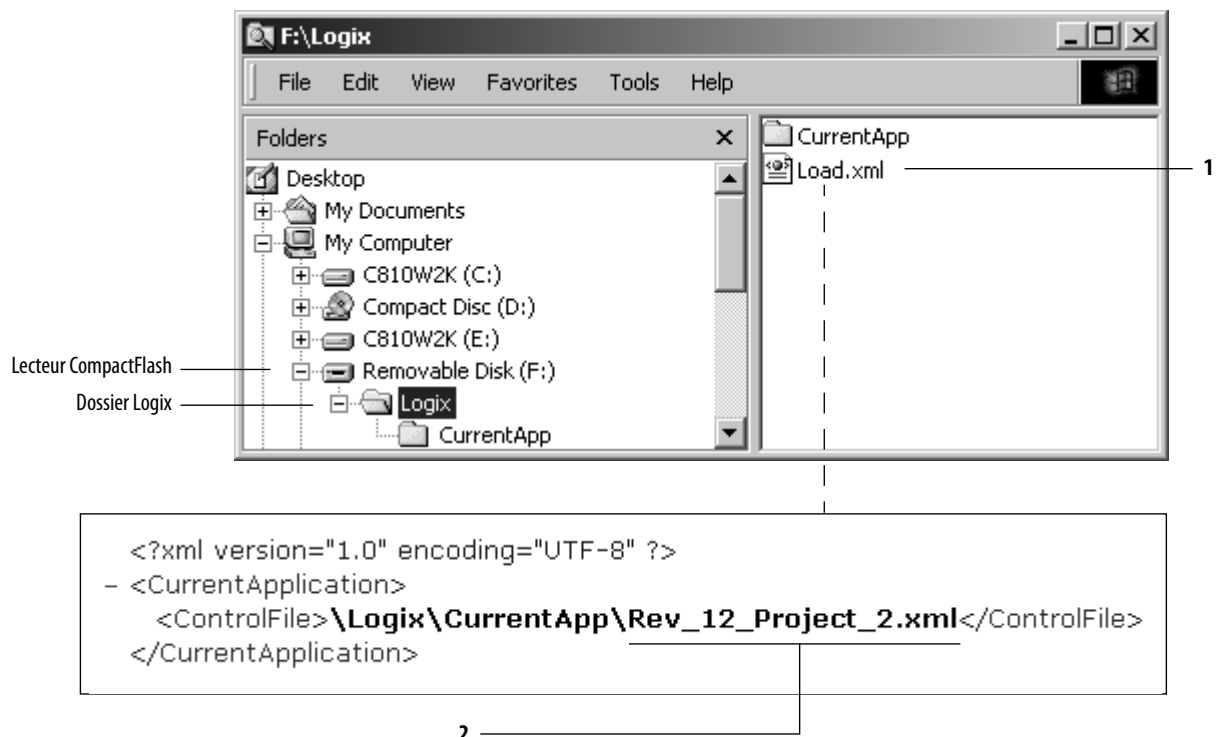 F:\Logix
File Edit View Favorites Tools Help
Folders
Desktop
My Documents
My Computer
C810W2K (C:)
Compact Disc (D:)
C810W2K (E:)
Removable Disk (F:)
Logix
CurrentApp
CurrentApp
Load.xml
1
Lecteur CompactFlash
Dossier Logix
<?xml version="1.0" encoding="UTF-8" ?>
– <CurrentApplication>
<ControlFile>\Logix\CurrentApp\Rev_12_Project_2.xml</ControlFile>
</CurrentApplication>
2